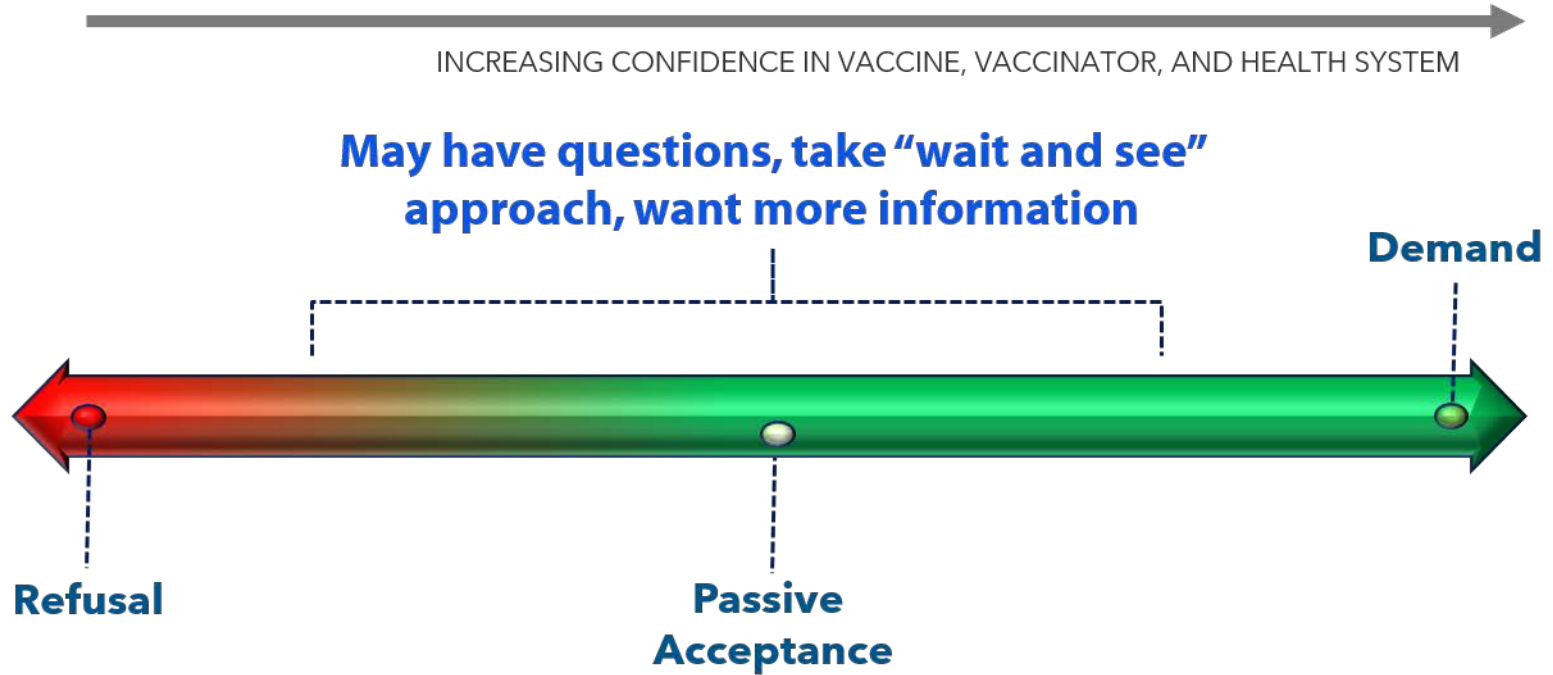 INCREASING CONFIDENCE IN VACCINE, VACCINATOR, AND HEALTH SYSTEM
May have questions, take “wait and see”
approach, want more information
Demand
Refusal
Passive
Acceptance